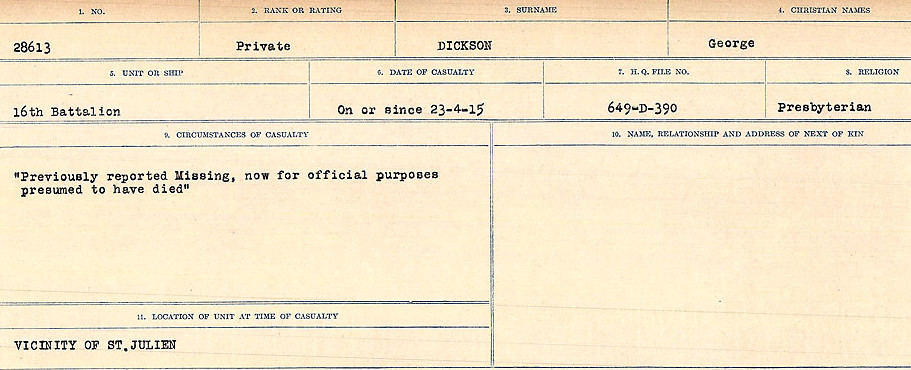 1. NO. 2. RANK OR RATING 3. SURNAME 4. CHRISTIAN NAMES
28613 Private DICKSON George
5. UNIT OR SHIP 6. DATE OF CASUALTY 7. H. Q. FILE NO. 8. RELIGION
16th Battalion On or since 23-4-15 649-D-390 Presbyterian
9. CIRCUMSTANCES OF CASUALTY 10. NAME, RELATIONSHIP AND ADDRESS OF NEXT OF KIN
"Previously reported Missing, now for official purposes
presumed to have died"
11. LOCATION OF UNIT AT TIME OF CASUALTY
VICINITY OF ST.JULIEN